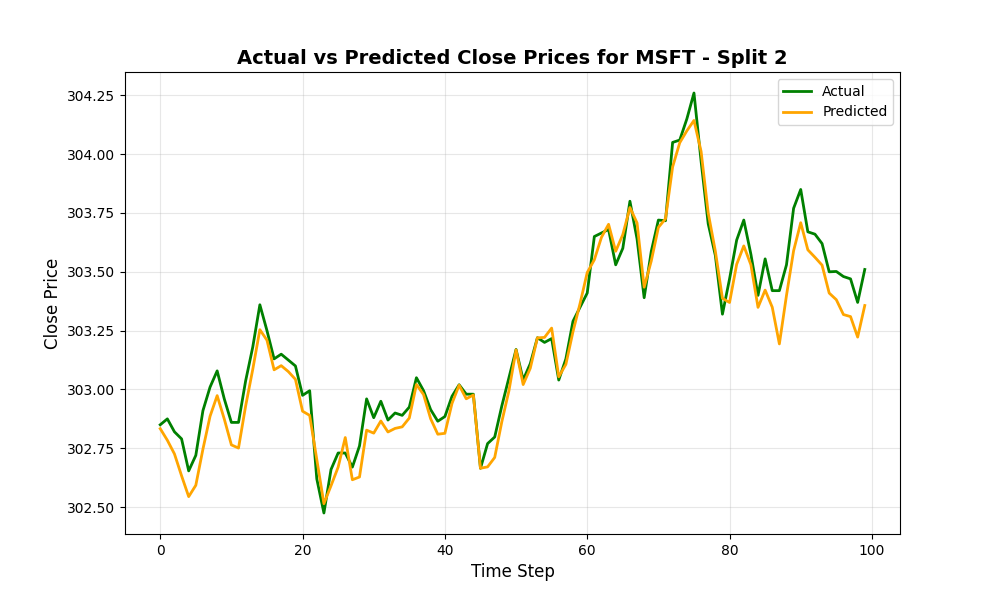 Actual vs Predicted Close Prices for MSFT - Split 2
Actual
Predicted
Close Price
304.25
304.00
303.75
303.50
303.25
303.00
302.75
302.50
0 20 40 60 80 100
Time Step